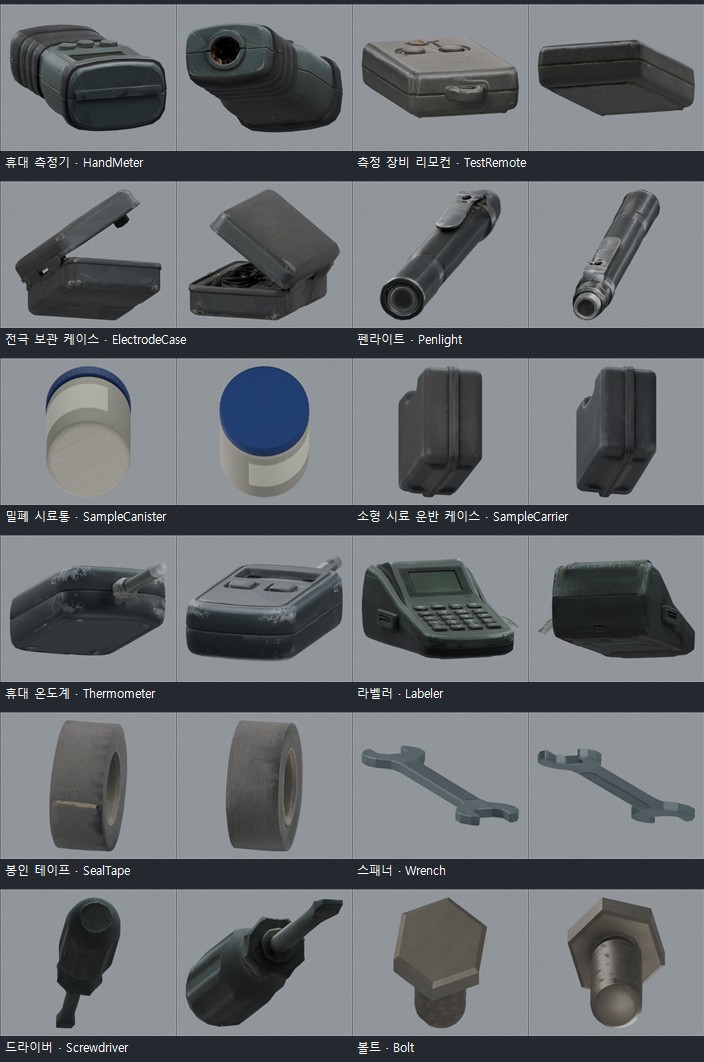 휴대 측정기 · HandMeter
측정 장비 리모컨 · TestRemote
전극 보관 케이스 · ElectrodeCase
펜라이트 · Penlight
밀폐 시료통 · SampleCanister
소형 시료 운반 케이스 · SampleCarrier
휴대 온도계 · Thermometer
라벨러 · Labeler
봉인 테이프 · SealTape
스패너 · Wrench
드라이버 · Screwdriver
볼트 · Bolt